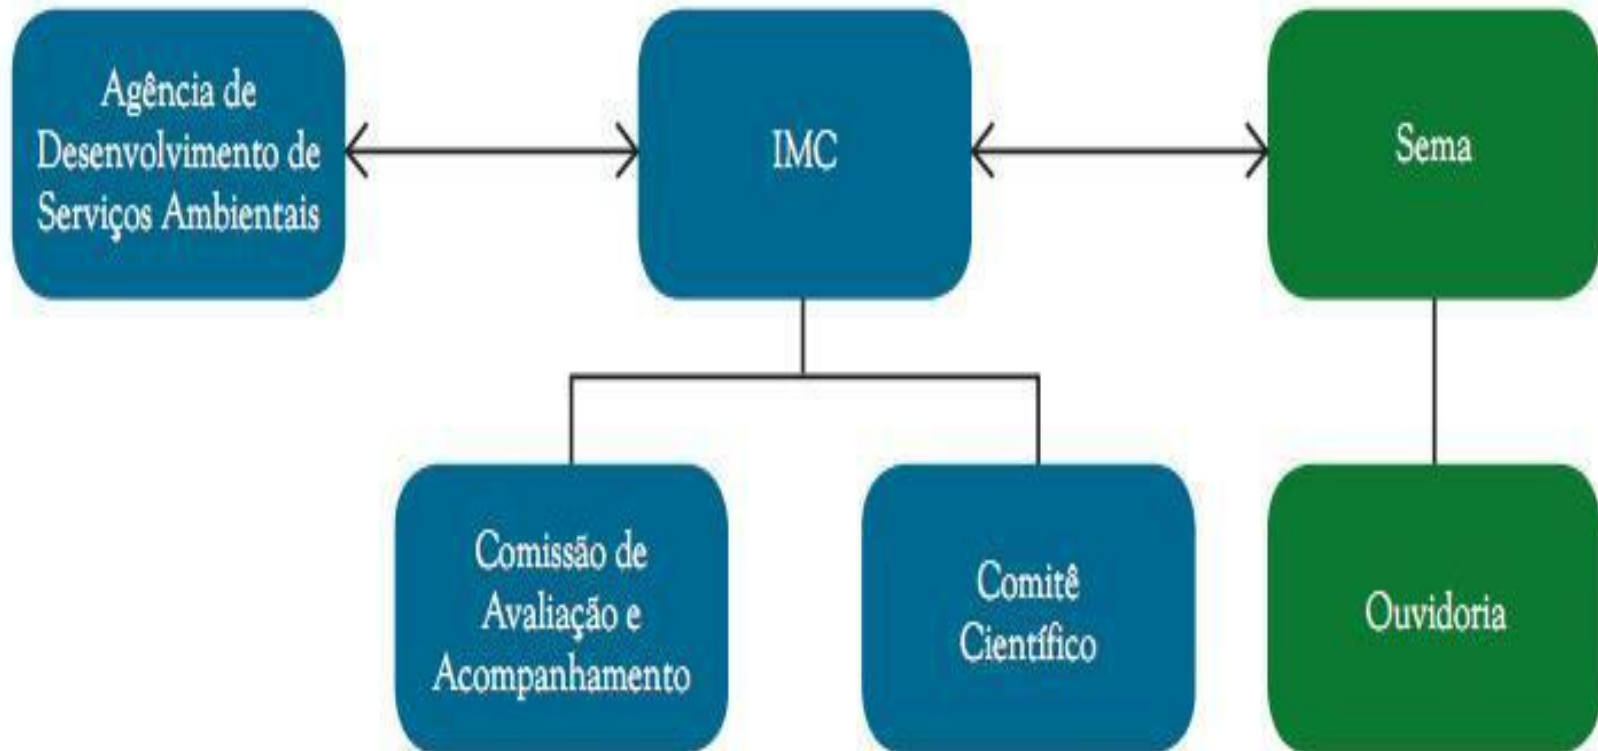 Agência de
Desenvolvimento de
Serviços Ambientais
IMC
Sema
Comissão de
Avaliação e
Acompanhamento
Comitê
Científico
Ouvidoria